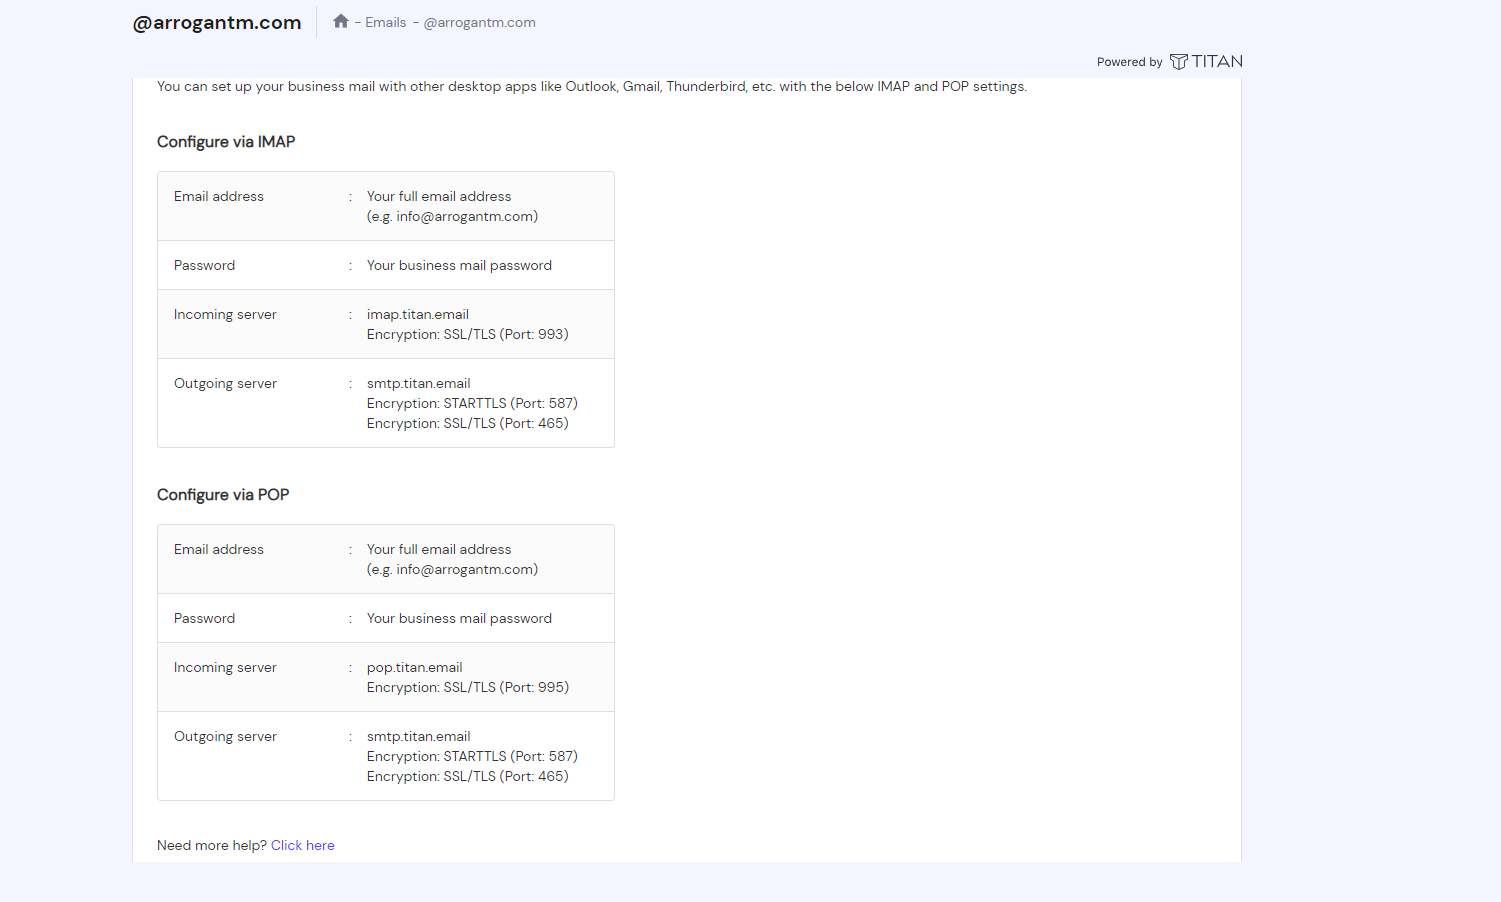 @arrogantm.com
- Emails - @arrogantm.com
Powered by TITAN
You can set up your business mail with other desktop apps like Outlook, Gmail, Thunderbird, etc. with the below IMAP and POP settings.
Configure via IMAP
Email address : Your full email address
(e.g. info@arrogantm.com)
Password : Your business mail password
Incoming server : imap.titan.email
Encryption: SSL/TLS (Port: 993)
Outgoing server : smtp.titan.email
Encryption: STARTTLS (Port: 587)
Encryption: SSL/TLS (Port: 465)
Configure via POP
Email address : Your full email address
(e.g. info@arrogantm.com)
Password : Your business mail password
Incoming server : pop.titan.email
Encryption: SSL/TLS (Port: 995)
Outgoing server : smtp.titan.email
Encryption: STARTTLS (Port: 587)
Encryption: SSL/TLS (Port: 465)
Need more help? Click here